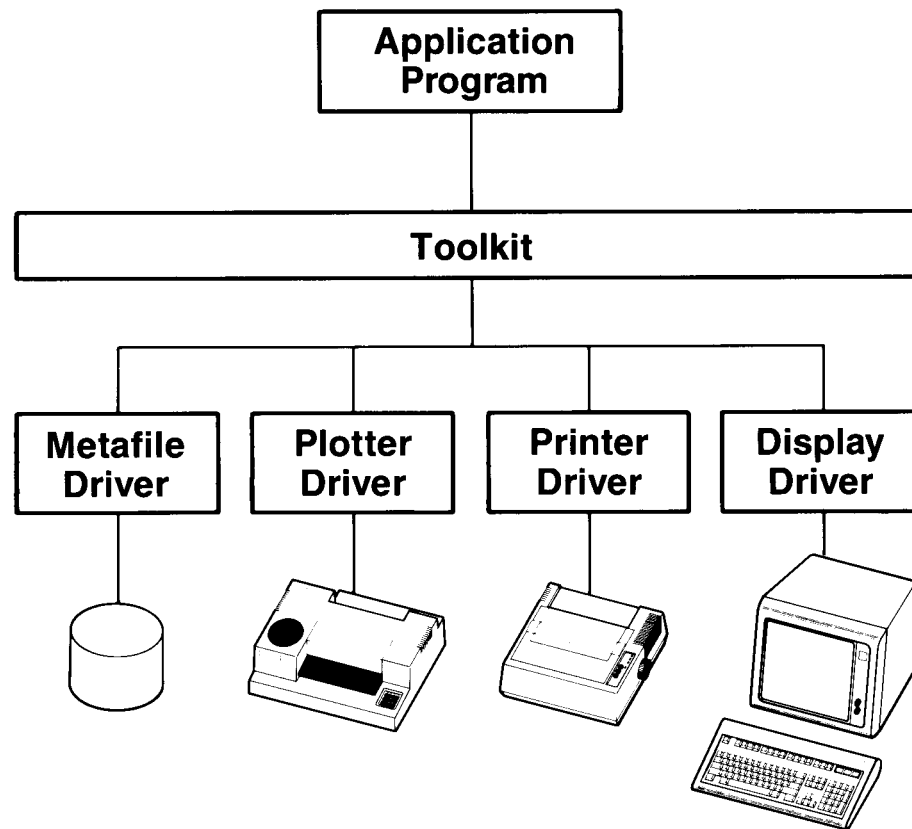 Application
Program
Toolkit
Metafile
Driver
Plotter
Driver
Printer
Driver
Display
Driver